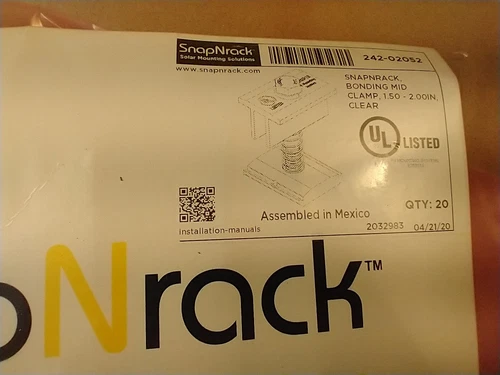 SnapNrack
Solar Mounting Solutions
242-02052
www.snapnrack.com
SNAPNRACK,
BONDING MID
CLAMP, 1.50 - 2.00IN,
CLEAR
UL LISTED
QTY: 20
Assembled in Mexico
installation-manuals
2032983 04/21/20
pNrack™